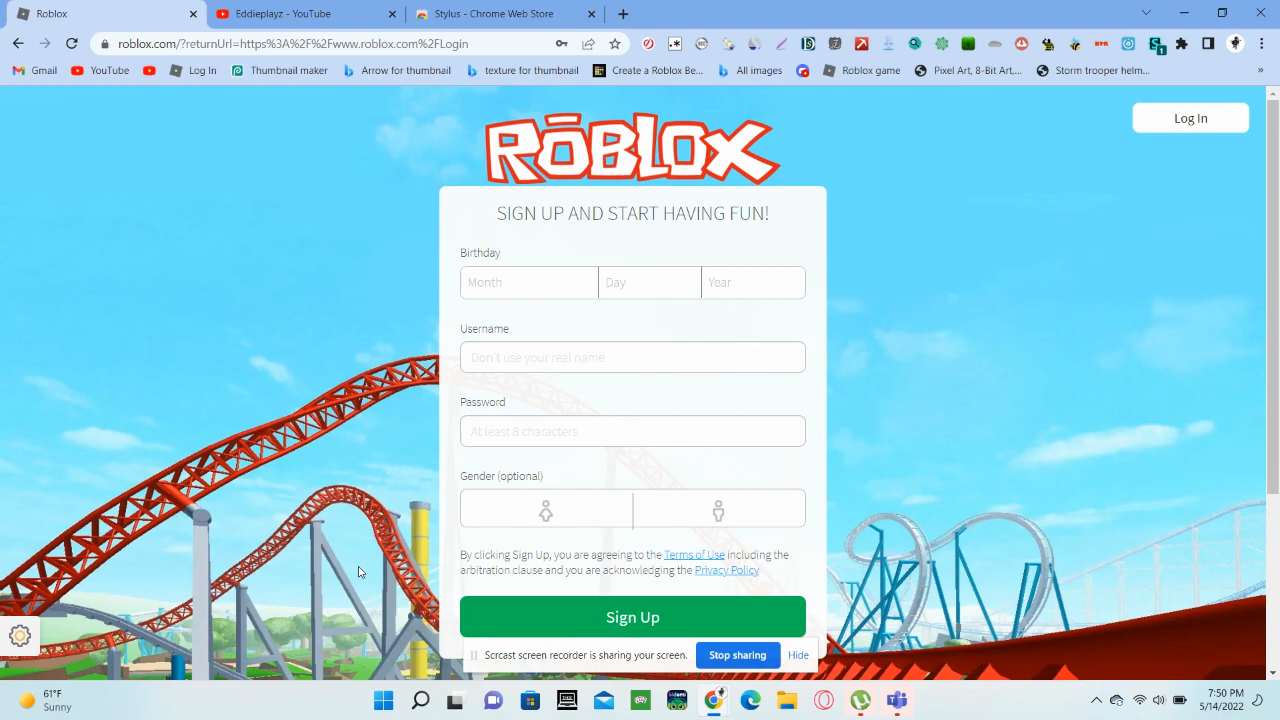 Roblox
Eddieplayz - YouTube
Stylus - Chrome Web Store
roblox.com/?returnUrl=https%3A%2F%2Fwww.roblox.com%2FLogin
Gmail
YouTube
Log In
Thumbnail maker
Arrow for thumbnail
texture for thumbnail
Create a Roblox Be...
All images
Roblox game
Pixel Art, 8-Bit Art,...
Storm trooper helm...
»
Log In
RŌBLOX
SIGN UP AND START HAVING FUN!
Birthday
Month Day Year
Username
Don't use your real name
Password
At least 8 characters
Gender (optional)
By clicking Sign Up, you are agreeing to the Terms of Use including the
arbitration clause and you are acknowledging the Privacy Policy
Sign Up
Scrcast screen recorder is sharing your screen. Stop sharing Hide
61°F
Sunny
7:50 PM
5/14/2022